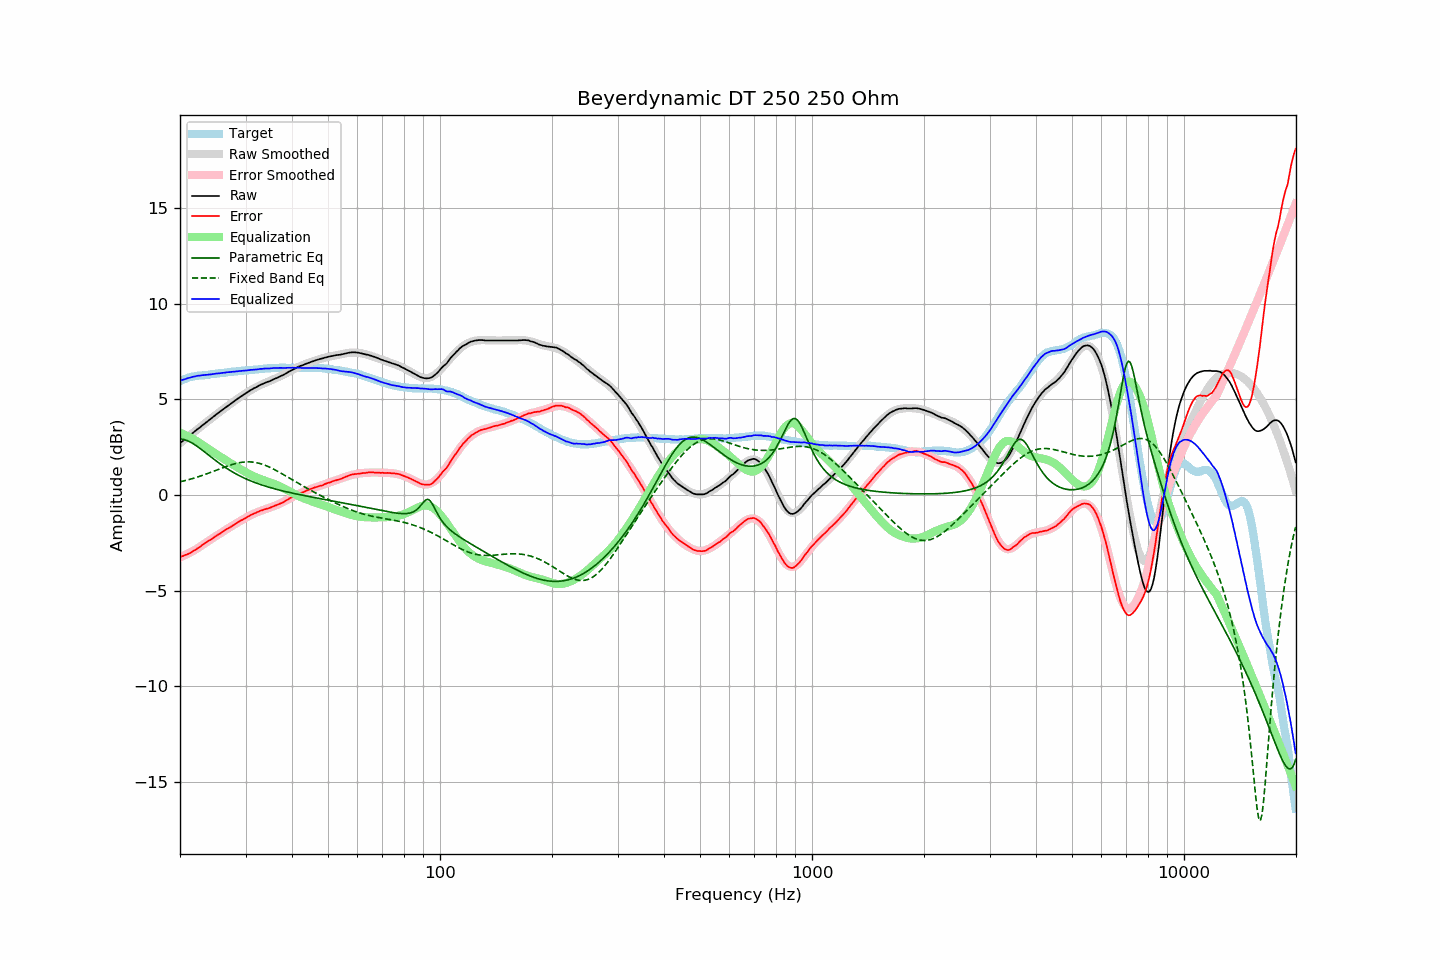 Beyerdynamic DT 250 250 Ohm
Target
Raw Smoothed
Error Smoothed
Raw
Error
Equalization
Parametric Eq
Fixed Band Eq
Equalized
15
10
5
0
−5
−10
−15
Amplitude (dBr)
100
1000
10000
Frequency (Hz)